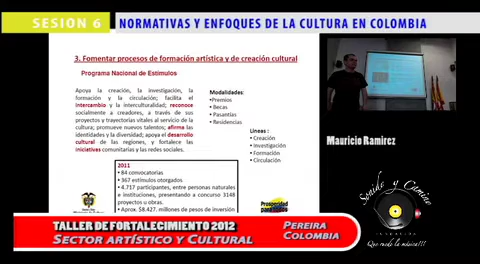 SESION 6
NORMATIVAS Y ENFOQUES DE LA CULTURA EN COLOMBIA
3. Fomentar procesos de formación artística y de creación cultural
Programa Nacional de Estímulos
Apoya la creación, la investigación, la
formación y la circulación; facilita el
intercambio y la interculturalidad; reconoce
socialmente a creadores, a través de sus
proyectos y trayectorias vitales al servicio de la
cultura; promueve nuevos talentos; afirma las
identidades y la diversidad; apoya el desarrollo
cultural de las regiones, y fortalece las
iniciativas comunitarias y las redes sociales.
Modalidades:
•Premios
•Becas
•Pasantías
•Residencias
Líneas :
•Creación
•Investigación
•Formación
•Circulación
2011
• 84 convocatorias
• 367 estímulos otorgados
• 4.717 participantes, entre personas naturales
e instituciones, presentando a concurso 3148
proyectos u obras.
• Aprox. $8.427. millones de pesos de inversión
Prosperidad
para todos
Mauricio Ramirez
TALLER DE FORTALECIMIENTO 2012
SECTOR ARTÍSTICO Y CULTURAL
PEREIRA
COLOMBIA
Sonido y Camino
Que rueda la música!!!